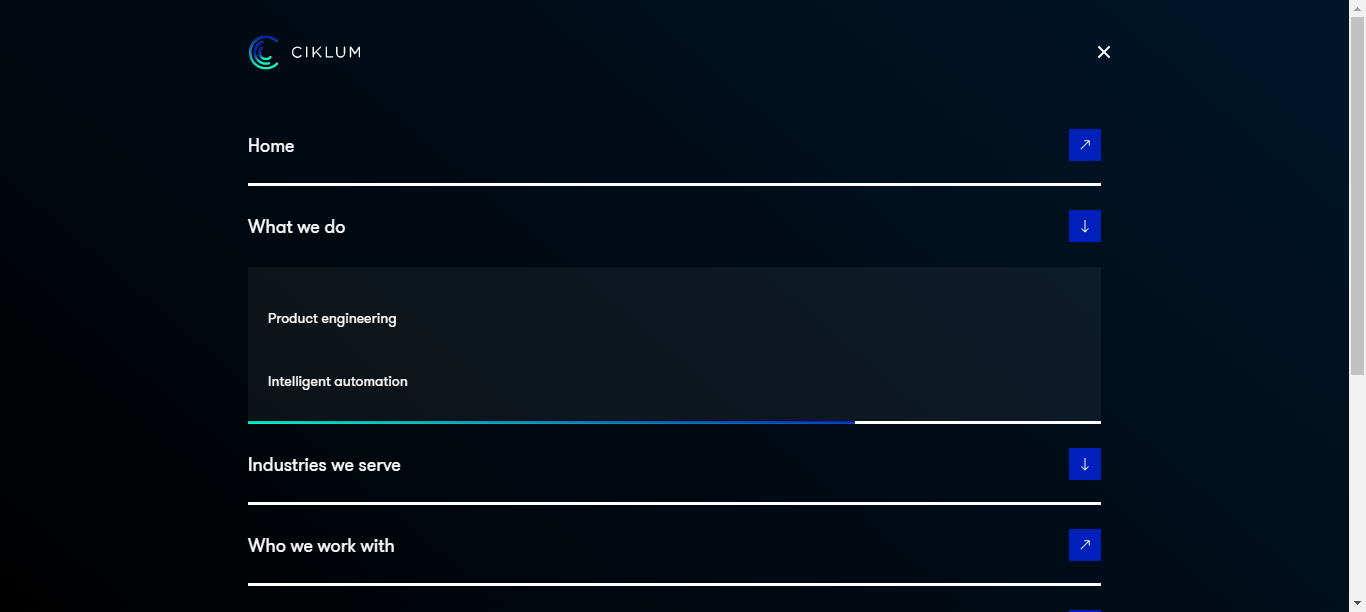 CIKLUM
Home
What we do
Product engineering
Intelligent automation
Industries we serve
Who we work with